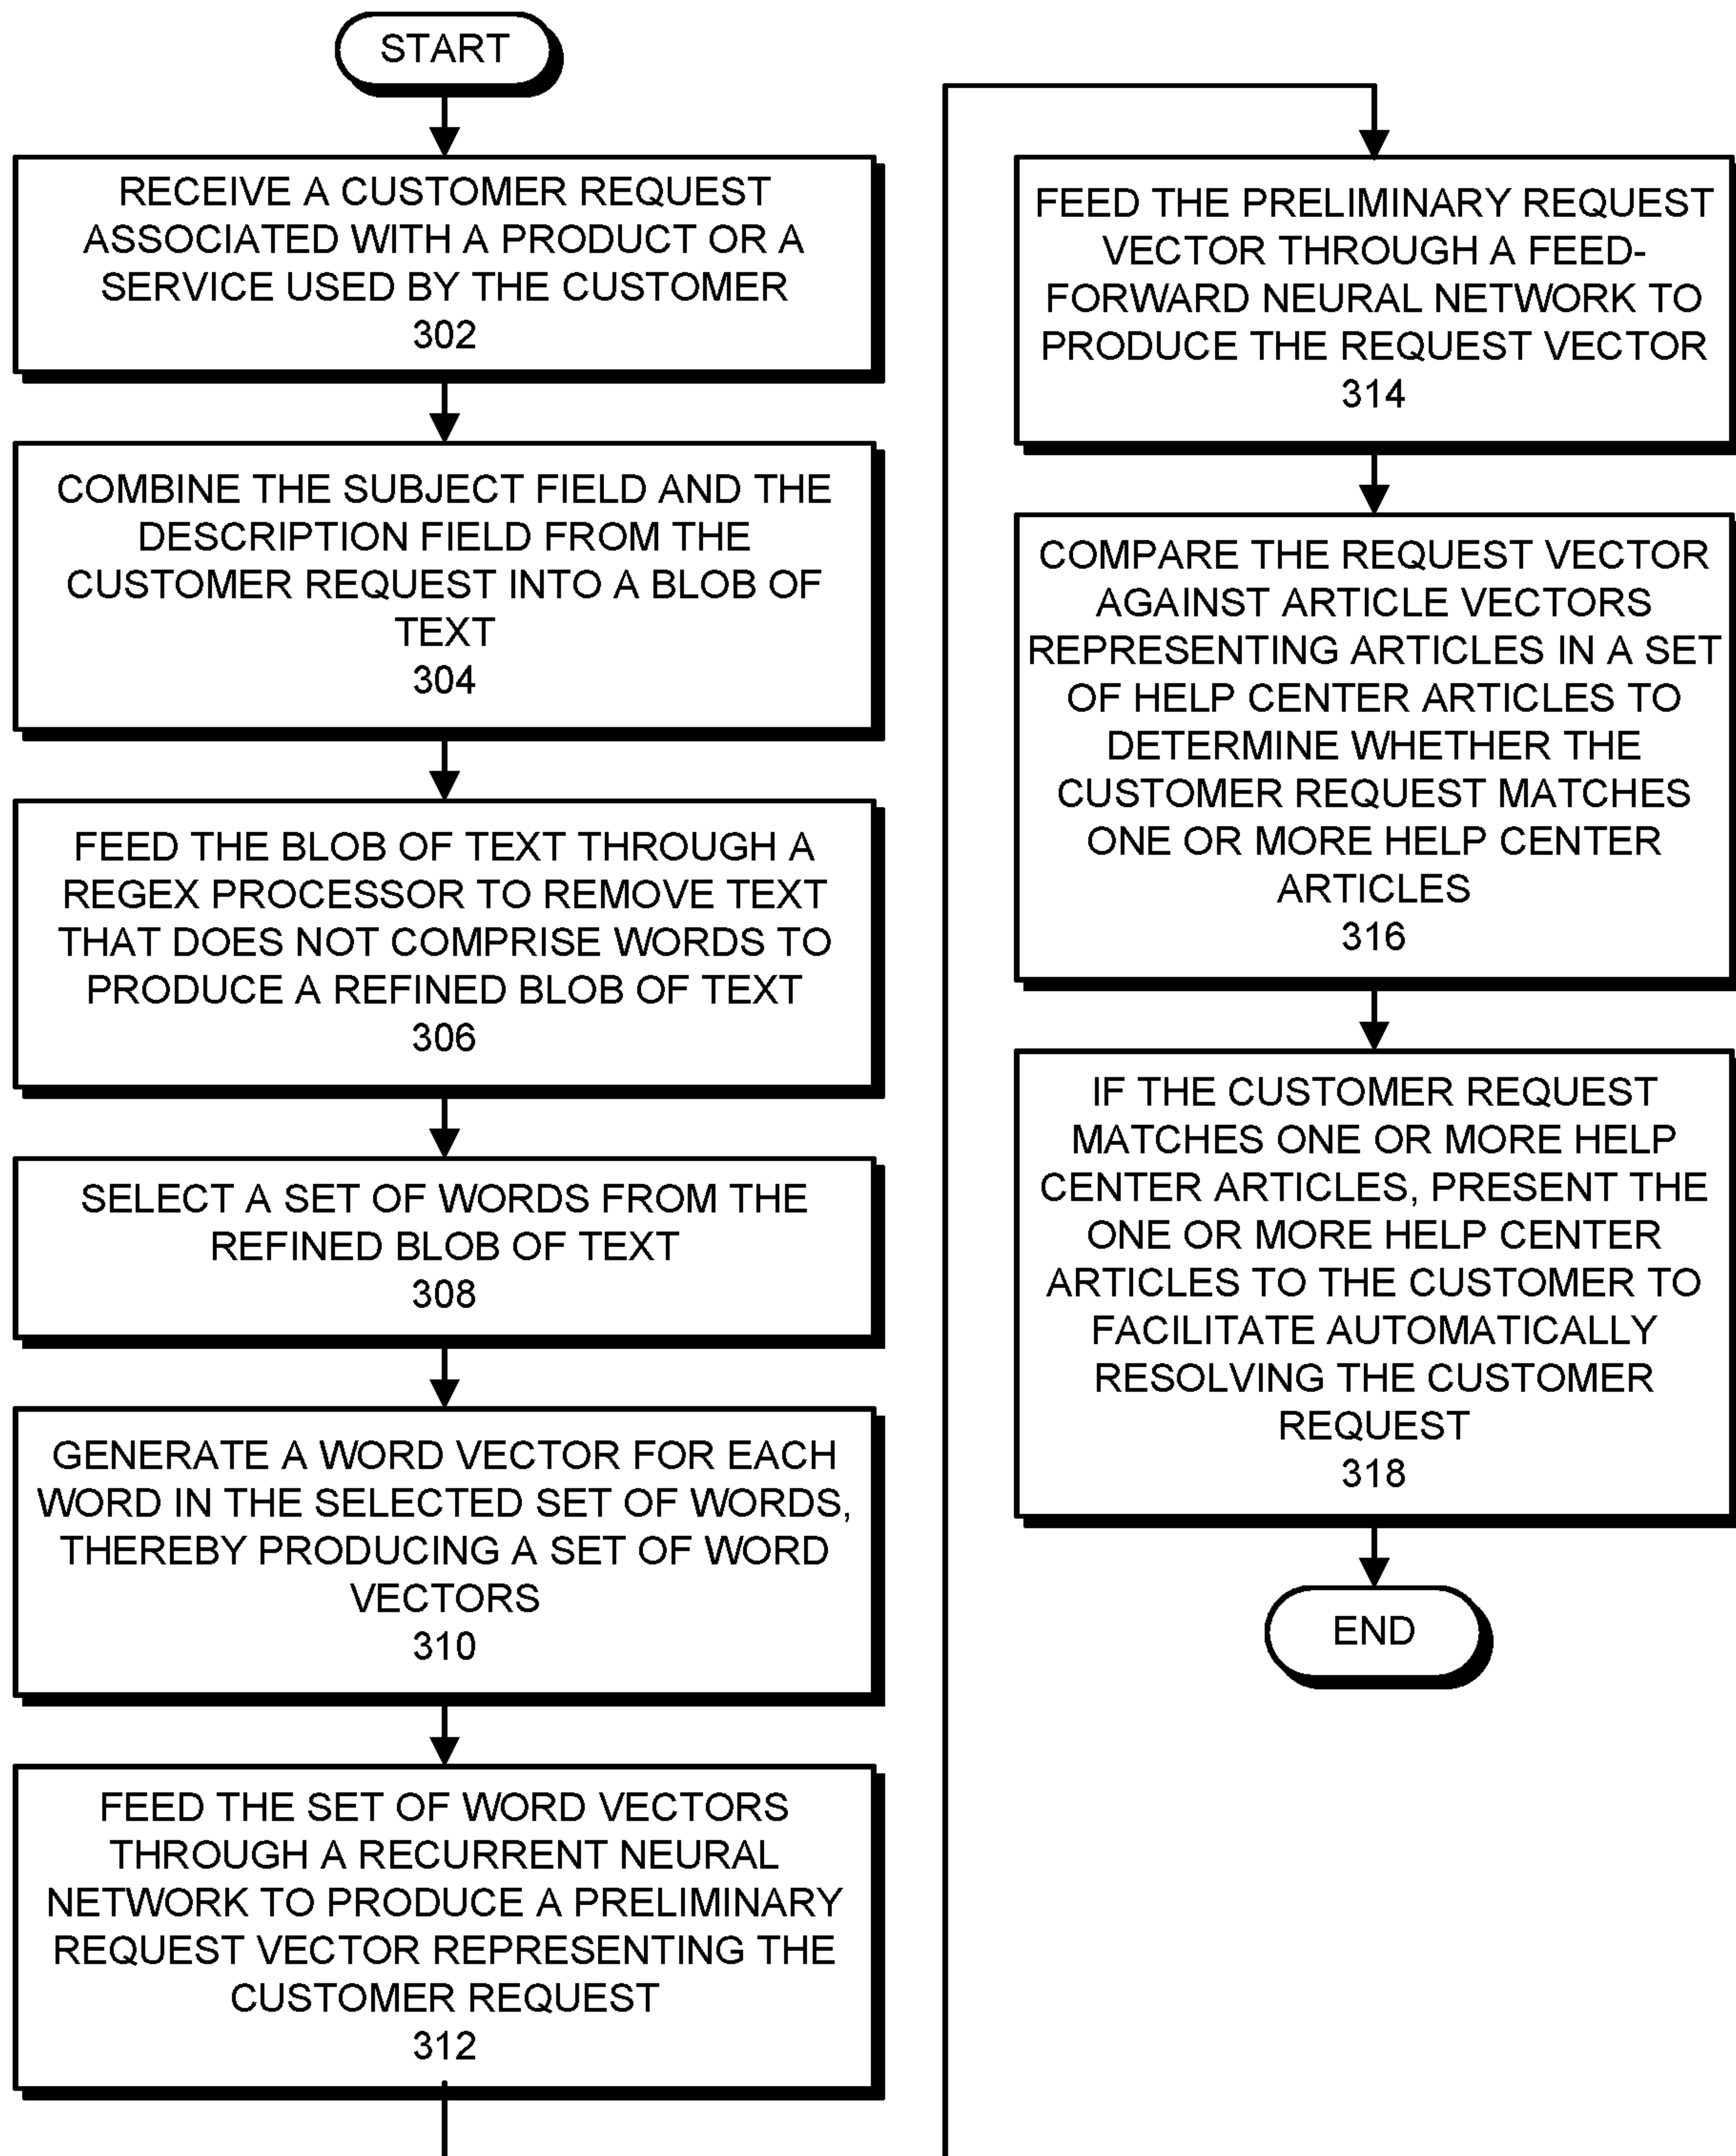 START
RECEIVE A CUSTOMER REQUEST
ASSOCIATED WITH A PRODUCT OR A
SERVICE USED BY THE CUSTOMER
302
COMBINE THE SUBJECT FIELD AND THE
DESCRIPTION FIELD FROM THE
CUSTOMER REQUEST INTO A BLOB OF
TEXT
304
FEED THE BLOB OF TEXT THROUGH A
REGEX PROCESSOR TO REMOVE TEXT
THAT DOES NOT COMPRISE WORDS TO
PRODUCE A REFINED BLOB OF TEXT
306
SELECT A SET OF WORDS FROM THE
REFINED BLOB OF TEXT
308
GENERATE A WORD VECTOR FOR EACH
WORD IN THE SELECTED SET OF WORDS,
THEREBY PRODUCING A SET OF WORD
VECTORS
310
FEED THE SET OF WORD VECTORS
THROUGH A RECURRENT NEURAL
NETWORK TO PRODUCE A PRELIMINARY
REQUEST VECTOR REPRESENTING THE
CUSTOMER REQUEST
312
FEED THE PRELIMINARY REQUEST
VECTOR THROUGH A FEED-
FORWARD NEURAL NETWORK TO
PRODUCE THE REQUEST VECTOR
314
COMPARE THE REQUEST VECTOR
AGAINST ARTICLE VECTORS
REPRESENTING ARTICLES IN A SET
OF HELP CENTER ARTICLES TO
DETERMINE WHETHER THE
CUSTOMER REQUEST MATCHES
ONE OR MORE HELP CENTER
ARTICLES
316
IF THE CUSTOMER REQUEST
MATCHES ONE OR MORE HELP
CENTER ARTICLES, PRESENT THE
ONE OR MORE HELP CENTER
ARTICLES TO THE CUSTOMER TO
FACILITATE AUTOMATICALLY
RESOLVING THE CUSTOMER
REQUEST
318
END